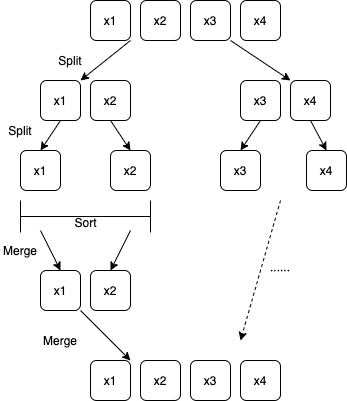 x1 x2 x3 x4
Split
x1 x2 x3 x4
Split
x1 x2 x3 x4
Sort
Merge
x1 x2
......
Merge
x1 x2 x3 x4